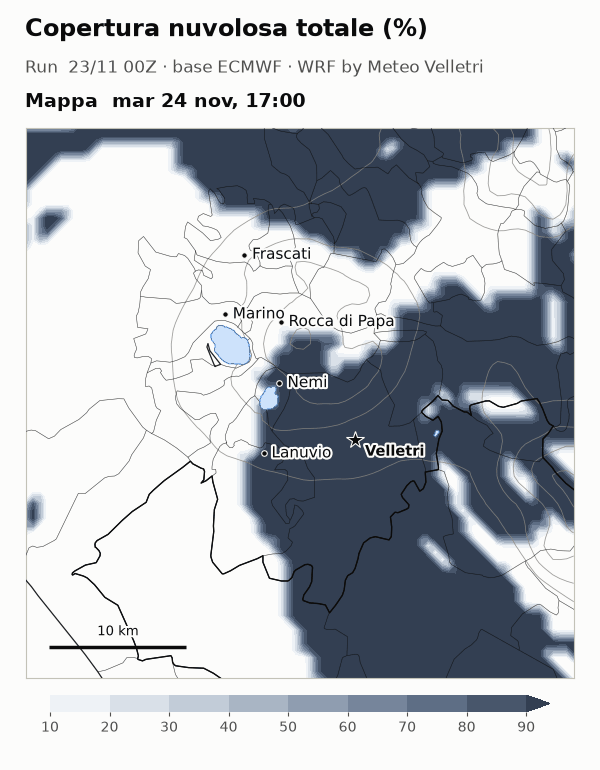 Copertura nuvolosa totale (%)
Run  23/11 00Z · base ECMWF · WRF by Meteo Velletri
Mappa  mar 24 nov, 17:00
Frascati
Marino
Rocca di Papa
Nemi
Velletri
Lanuvio
10 km
10 20 30 40 50 60 70 80 90